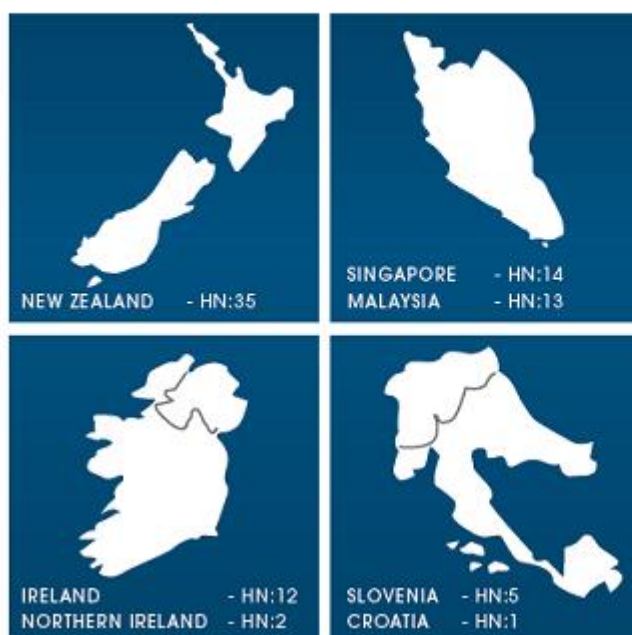 NEW ZEALAND - HN:35
SINGAPORE - HN:14
MALAYSIA - HN:13
IRELAND - HN:12
NORTHERN IRELAND - HN:2
SLOVENIA - HN:5
CROATIA - HN:1